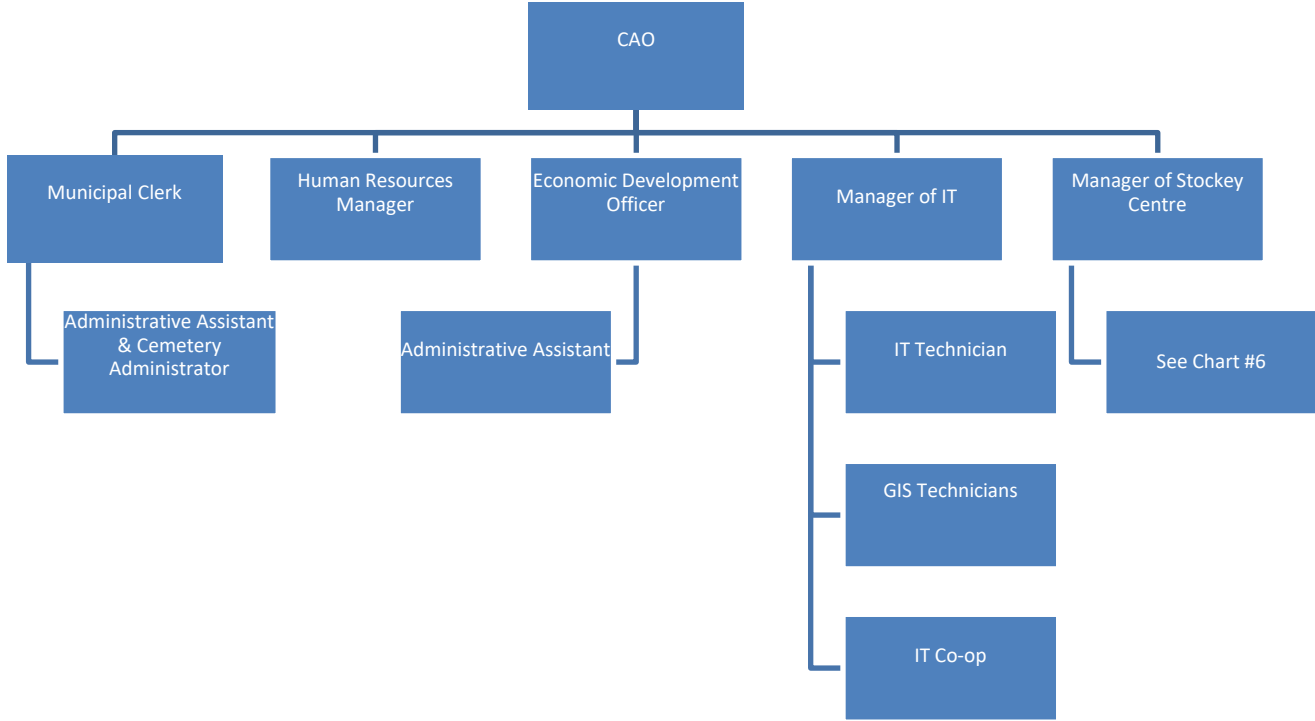 CAO
Municipal Clerk
Human Resources
Manager
Economic Development
Officer
Manager of IT
Manager of Stockey
Centre
Administrative Assistant
& Cemetery
Administrator
Administrative Assistant
IT Technician
See Chart #6
GIS Technicians
IT Co-op